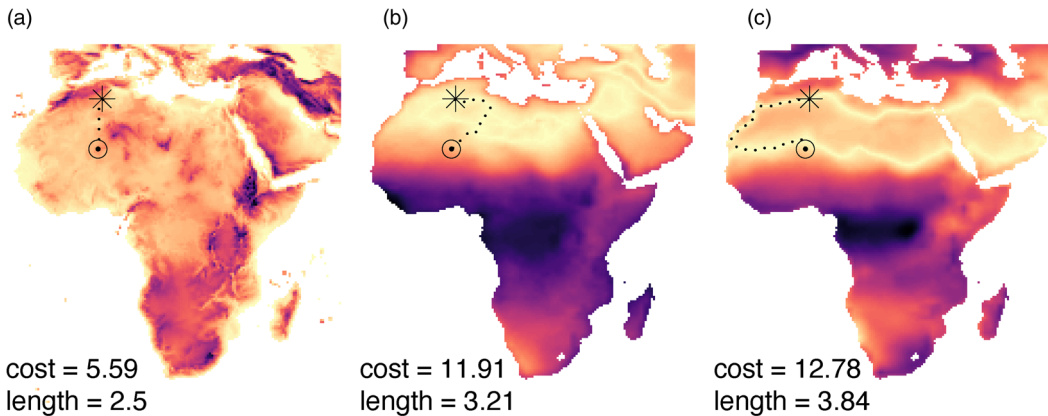 (a)
(b)
(c)
cost = 5.59
length = 2.5
cost = 11.91
length = 3.21
cost = 12.78
length = 3.84